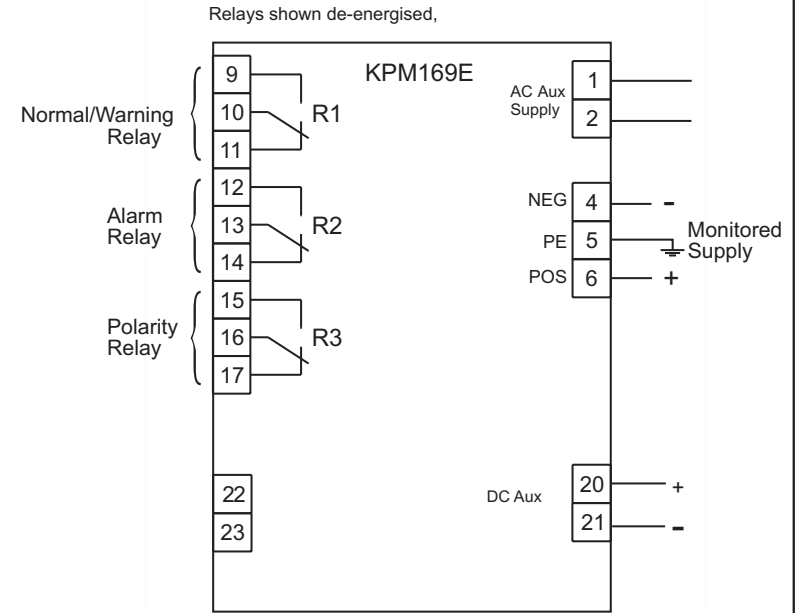 Relays shown de-energised,
KPM169E
Normal/Warning
Relay
9
10
11
R1
Alarm
Relay
12
13
14
R2
Polarity
Relay
15
16
17
R3
22
23
AC Aux
Supply
1
2
NEG
4
-
PE
5
POS
6
+
Monitored
Supply
DC Aux
20
+
21
-